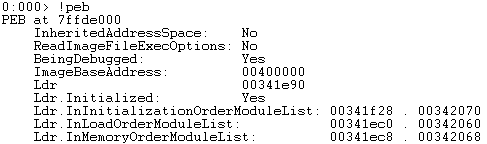 0:000> !peb
PEB at 7ffde000
    InheritedAddressSpace:    No
    ReadImageFileExecOptions: No
    BeingDebugged:            Yes
    ImageBaseAddress:         00400000
    Ldr                       00341e90
    Ldr.Initialized:          Yes
    Ldr.InInitializationOrderModuleList: 00341f28 . 00342070
    Ldr.InLoadOrderModuleList:           00341ec0 . 00342060
    Ldr.InMemoryOrderModuleList:         00341ec8 . 00342068